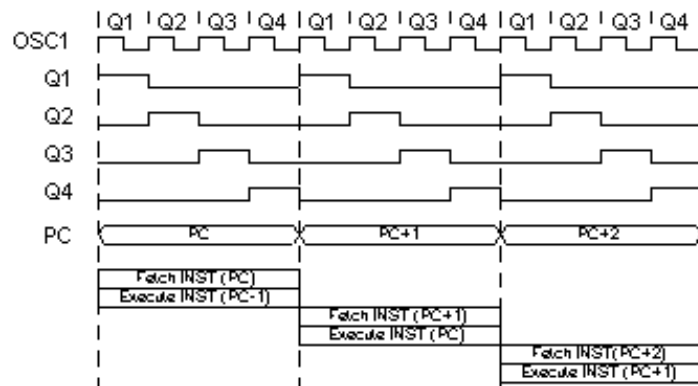 Q1 Q2 Q3 Q4 Q1 Q2 Q3 Q4 Q1 Q2 Q3 Q4
OSC1
Q1
Q2
Q3
Q4
PC PC PC+1 PC+2
Fetch INST (PC)
Execute INST (PC-1)
Fetch INST (PC+1)
Execute INST (PC)
Fetch INST(PC+2)
Execute INST (PC+1)